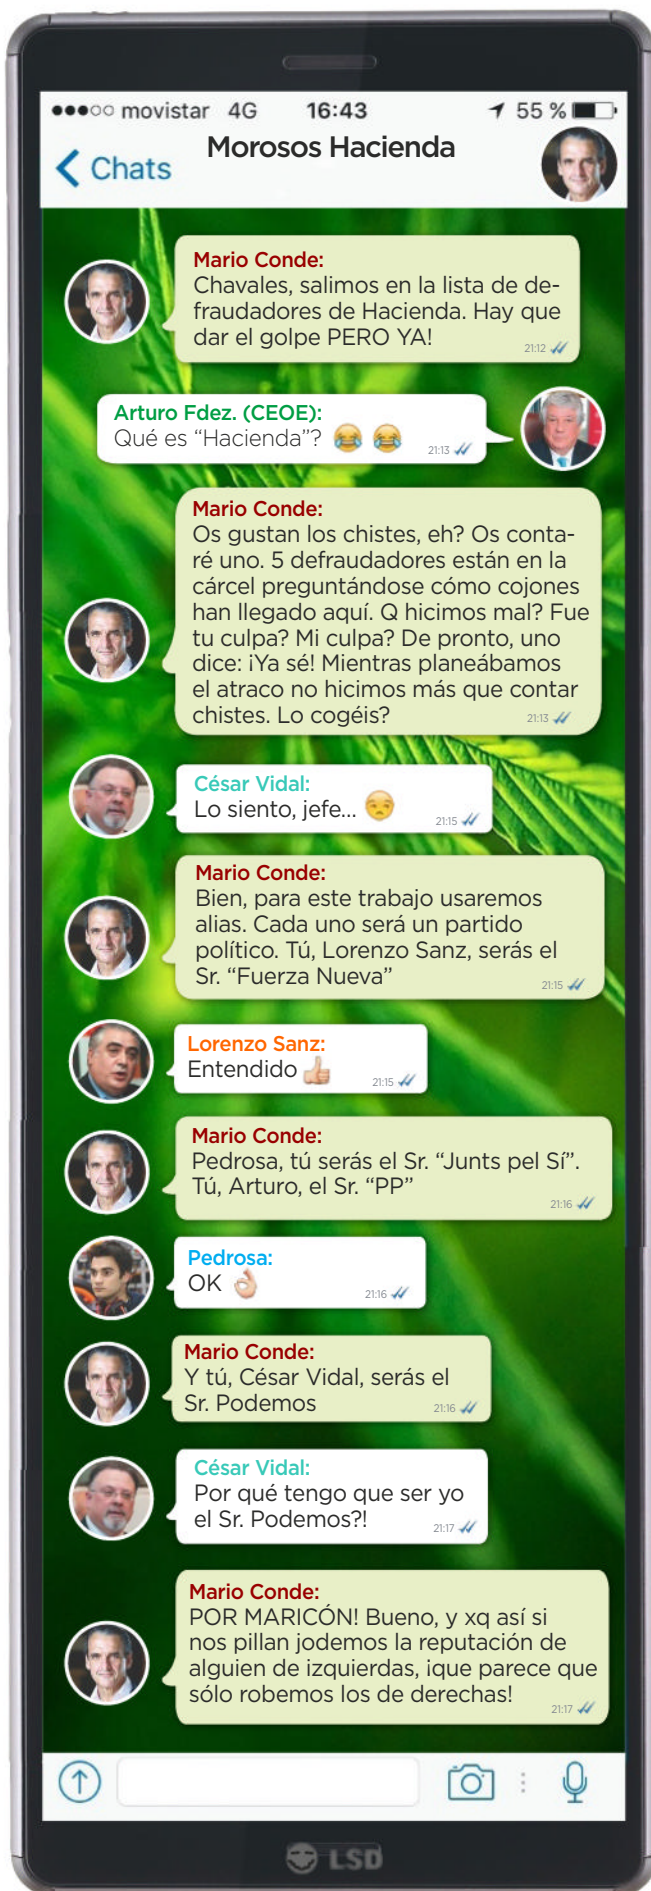 movistar 4G 16:43 55 %
Chats
Morosos Hacienda
Mario Conde:
Chavales, salimos en la lista de de-
fraudadores de Hacienda. Hay que
dar el golpe PERO YA!
21:12
Arturo Fdez. (CEOE):
Qué es “Hacienda”? 😂 😂
21:13
Mario Conde:
Os gustan los chistes, eh? Os conta-
ré uno. 5 defraudadores están en la
cárcel preguntándose cómo cojones
han llegado aquí. Q hicimos mal? Fue
tu culpa? Mi culpa? De pronto, uno
dice: ¡Ya sé! Mientras planeábamos
el atraco no hicimos más que contar
chistes. Lo cogéis?
21:13
César Vidal:
Lo siento, jefe... 😒
21:15
Mario Conde:
Bien, para este trabajo usaremos
alias. Cada uno será un partido
político. Tú, Lorenzo Sanz, serás el
Sr. “Fuerza Nueva”
21:15
Lorenzo Sanz:
Entendido 👍
21:15
Mario Conde:
Pedrosa, tú serás el Sr. “Junts pel Sí”.
Tú, Arturo, el Sr. “PP”
21:16
Pedrosa:
OK 👌
21:16
Mario Conde:
Y tú, César Vidal, serás el
Sr. Podemos
21:16
César Vidal:
Por qué tengo que ser yo
el Sr. Podemos?!
21:17
Mario Conde:
POR MARICÓN! Bueno, y xq así si
nos pillan jodemos la reputación de
alguien de izquierdas, ¡que parece que
sólo robemos los de derechas!
21:17
LSD